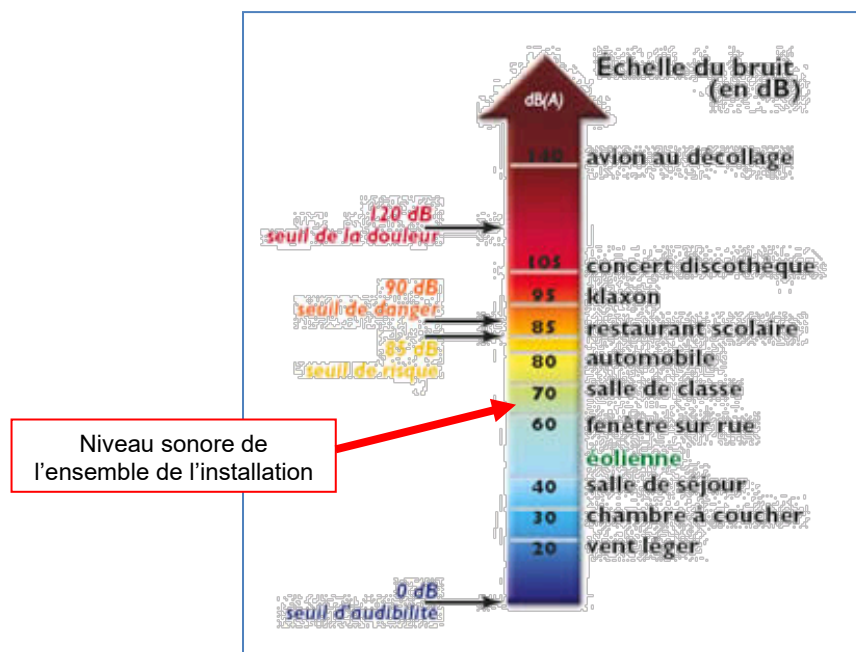 Échelle du bruit
(en dB)
dB(A)
140 avion au décollage
120 dB
seuil de la douleur
105 concert discothèque
90 dB
seuil de danger
95 klaxon
85 restaurant scolaire
85 dB
seuil de risque
80 automobile
70 salle de classe
Niveau sonore de
l'ensemble de l'installation
60 fenêtre sur rue
éolienne
40 salle de séjour
30 chambre à coucher
20 vent léger
0 dB
seuil d'audibilité